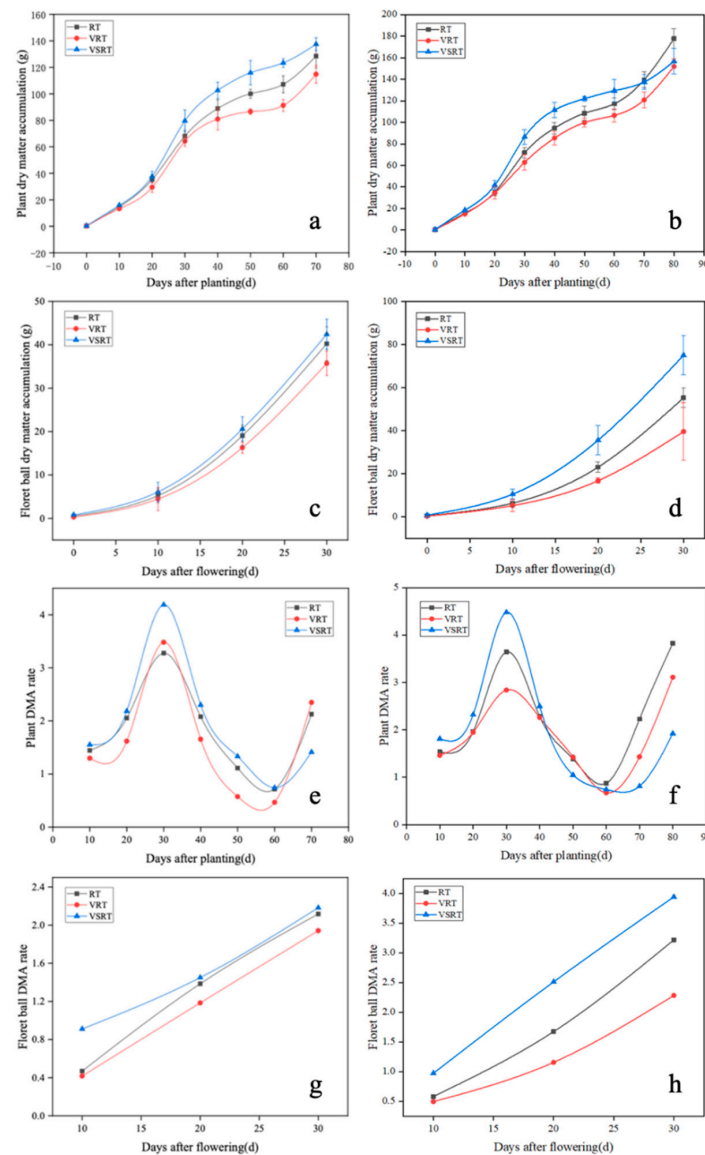 160
140
120
100
80
60
40
20
0
−20
Plant dry matter accumulation (g)
RT
VRT
VSRT
a
−10 0 10 20 30 40 50 60 70 80
Days after planting(d)
200
180
160
140
120
100
80
60
40
20
0
-20
Plant dry matter accumulation (g)
RT
VRT
VSRT
b
-10 0 10 20 30 40 50 60 70 80 90
Days after planting(d)
50
40
30
20
10
0
Floret ball dry matter accumulation (g)
RT
VRT
VSRT
c
0 5 10 15 20 25 30
Days after flowering(d)
100
80
60
40
20
0
Floret ball dry matter accumulation (g)
RT
VRT
VSRT
d
0 5 10 15 20 25 30
Days after flowering(d)
4
3
2
1
0
Plant DMA rate
RT
VRT
VSRT
e
0 10 20 30 40 50 60 70 80
Days after planting(d)
5
4
3
2
1
0
Plant DMA rate
RT
VRT
VSRT
f
0 10 20 30 40 50 60 70 80 90
Days after planting(d)
2.4
2.0
1.6
1.2
0.8
0.4
0.0
Floret ball DMA rate
RT
VRT
VSRT
g
10 15 20 25 30
Days after flowering(d)
4.0
3.5
3.0
2.5
2.0
1.5
1.0
0.5
Floret ball DMA rate
RT
VRT
VSRT
h
10 15 20 25 30
Days after flowering(d)